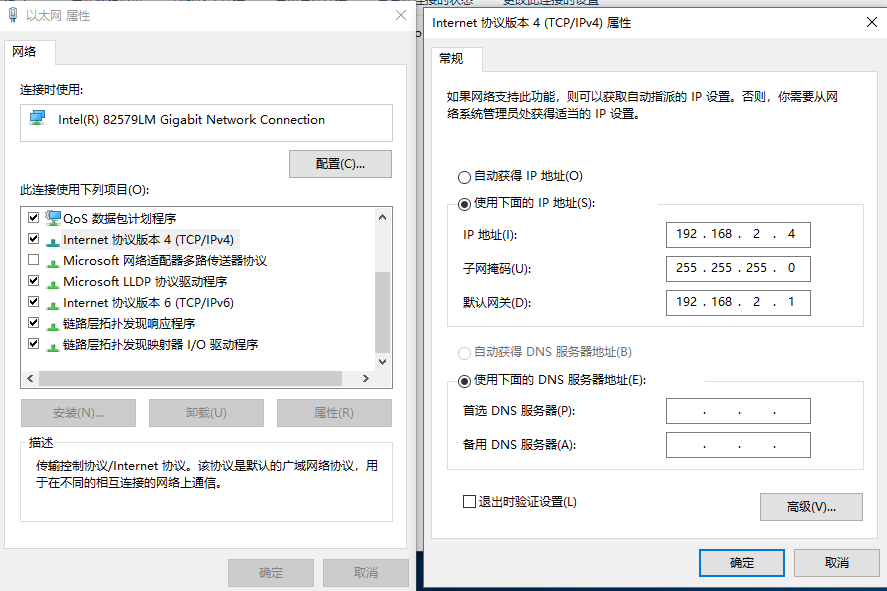 以太网 属性
网络
连接时使用:
Intel(R) 82579LM Gigabit Network Connection
配置(C)...
此连接使用下列项目(O):
QoS 数据包计划程序
Internet 协议版本 4 (TCP/IPv4)
Microsoft 网络适配器多路传送器协议
Microsoft LLDP 协议驱动程序
Internet 协议版本 6 (TCP/IPv6)
链路层拓扑发现响应程序
链路层拓扑发现映射器 I/O 驱动程序
安装(N)... 卸载(U) 属性(R)
描述
传输控制协议/Internet 协议。该协议是默认的广域网络协议，用
于在不同的相互连接的网络上通信。
确定 取消
更改此连接的设置
Internet 协议版本 4 (TCP/IPv4) 属性
常规
如果网络支持此功能，则可以获取自动指派的 IP 设置。否则，你需要从网
络系统管理员处获得适当的 IP 设置。
自动获得 IP 地址(O)
使用下面的 IP 地址(S):
IP 地址(I): 192 . 168 . 2 . 4
子网掩码(U): 255 . 255 . 255 . 0
默认网关(D): 192 . 168 . 2 . 1
自动获得 DNS 服务器地址(B)
使用下面的 DNS 服务器地址(E):
首选 DNS 服务器(P): . . .
备用 DNS 服务器(A): . . .
退出时验证设置(L)
高级(V)...
确定 取消